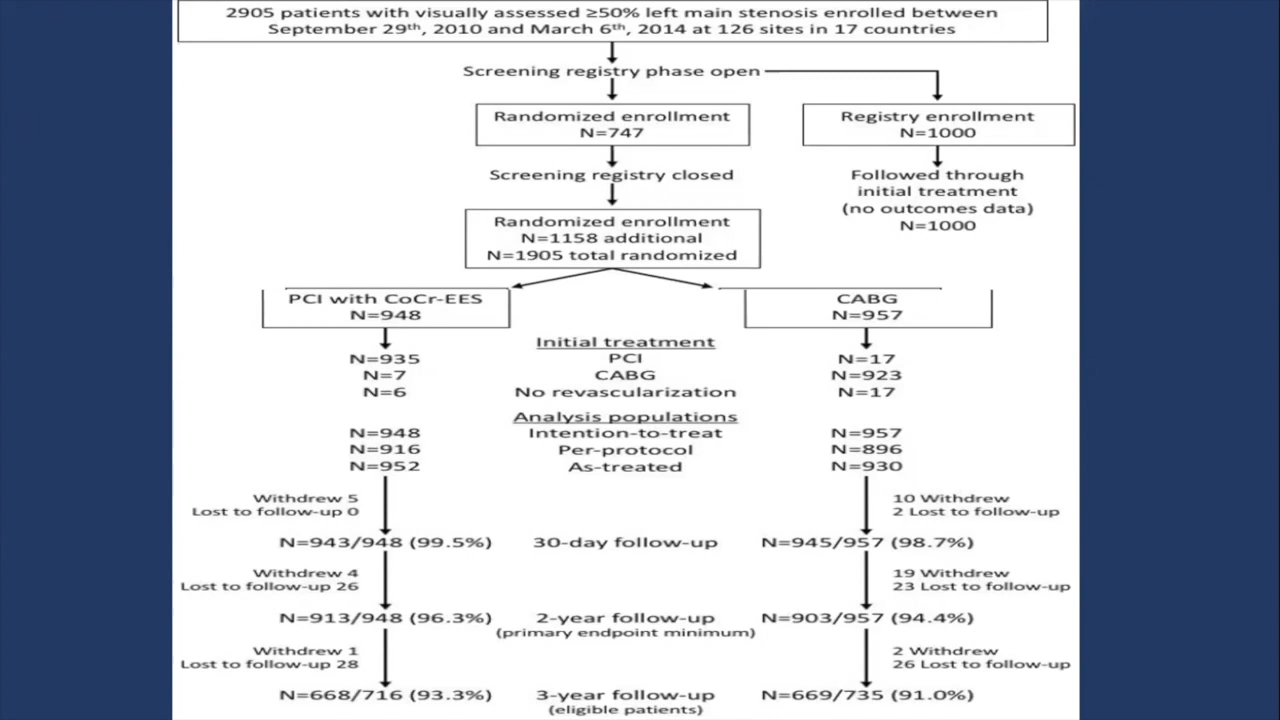 2905 patients with visually assessed ≥50% left main stenosis enrolled between
September 29th, 2010 and March 6th, 2014 at 126 sites in 17 countries
Screening registry phase open
Randomized enrollment
N=747
Registry enrollment
N=1000
Screening registry closed
Followed through
initial treatment
(no outcomes data)
N=1000
Randomized enrollment
N=1158 additional
N=1905 total randomized
PCI with CoCr-EES
N=948
CABG
N=957
Initial treatment
N=935 PCI N=17
N=7 CABG N=923
N=6 No revascularization N=17
Analysis populations
N=948 Intention-to-treat N=957
N=916 Per-protocol N=896
N=952 As-treated N=930
Withdrew 5
Lost to follow-up 0
10 Withdrew
2 Lost to follow-up
N=943/948 (99.5%) 30-day follow-up N=945/957 (98.7%)
Withdrew 4
Lost to follow-up 26
19 Withdrew
23 Lost to follow-up
N=913/948 (96.3%) 2-year follow-up N=903/957 (94.4%)
(primary endpoint minimum)
Withdrew 1
Lost to follow-up 28
2 Withdrew
26 Lost to follow-up
N=668/716 (93.3%) 3-year follow-up N=669/735 (91.0%)
(eligible patients)